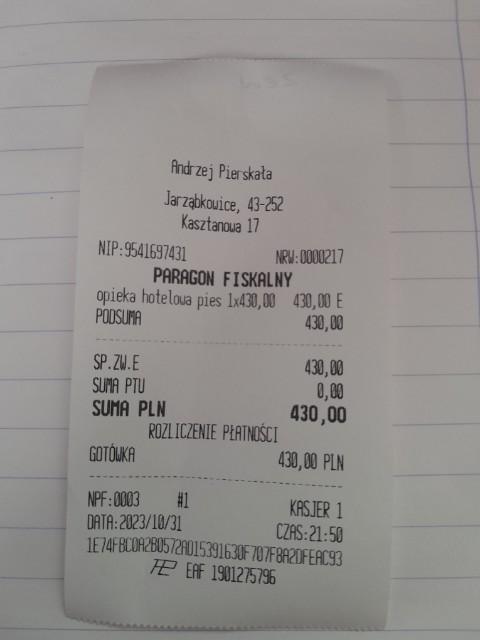 Andrzej Pierskała
Jarząbkowice, 43-252
Kasztanowa 17
NIP:9541697431 NRW:0000217
PARAGON FISKALNY
opieka hotelowa pies 1x430,00 430,00 E
PODSUMA 430,00
SP.ZW.E 430,00
SUMA PTU 0,00
SUMA PLN 430,00
ROZLICZENIE PŁATNOŚCI
GOTÓWKA 430,00 PLN
NPF:0003 #1 KASJER 1
DATA:2023/10/31 CZAS:21:50
1E74FBC0A2B0572AD15391630F707F8A2DFEAC93
EAF 1901275796